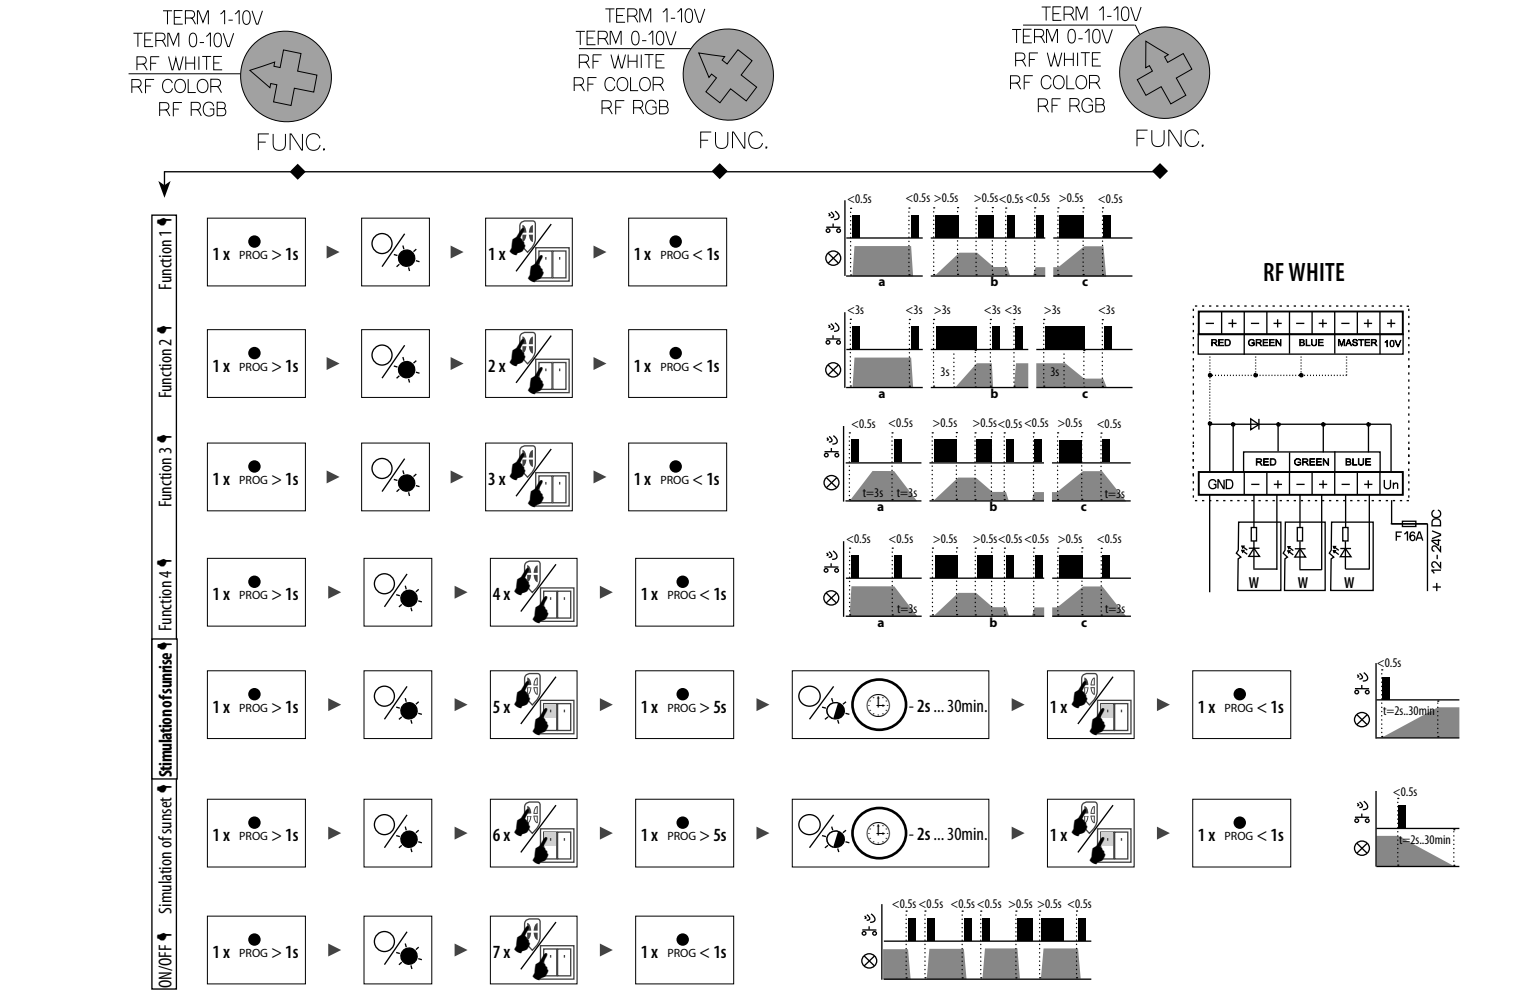 TERM 1-10V
TERM 0-10V
RF WHITE
RF COLOR
RF RGB
FUNC.
TERM 1-10V
TERM 0-10V
RF WHITE
RF COLOR
RF RGB
FUNC.
TERM 1-10V
TERM 0-10V
RF WHITE
RF COLOR
RF RGB
FUNC.
Function 1
1 x PROG > 1s
1 x
1 x PROG < 1s
<0.5s <0.5s >0.5s >0.5s <0.5s <0.5s >0.5s <0.5s
a b c
Function 2
1 x PROG > 1s
2 x
1 x PROG < 1s
<3s <3s >3s <3s <3s >3s <3s
3s 3s
a b c
Function 3
1 x PROG > 1s
3 x
1 x PROG < 1s
<0.5s <0.5s >0.5s >0.5s <0.5s <0.5s >0.5s <0.5s
t=3s t=3s t=3s
a b c
Function 4
1 x PROG > 1s
4 x
1 x PROG < 1s
<0.5s <0.5s >0.5s >0.5s <0.5s <0.5s >0.5s <0.5s
t=3s t=3s
a b c
RF WHITE
− + − + − + − + +
RED GREEN BLUE MASTER 10V
RED GREEN BLUE
GND − + − + − + Un
F 16A
+ 12 - 24V DC
W W W
Stimulation of sunrise
1 x PROG > 1s
5 x
1 x PROG > 5s
- 2s ... 30min.
1 x
1 x PROG < 1s
<0.5s
t=2s..30min
Simulation of sunset
1 x PROG > 1s
6 x
1 x PROG > 5s
- 2s ... 30min.
1 x
1 x PROG < 1s
<0.5s
t=2s..30min
ON/OFF
1 x PROG > 1s
7 x
1 x PROG < 1s
<0.5s <0.5s <0.5s <0.5s >0.5s >0.5s <0.5s